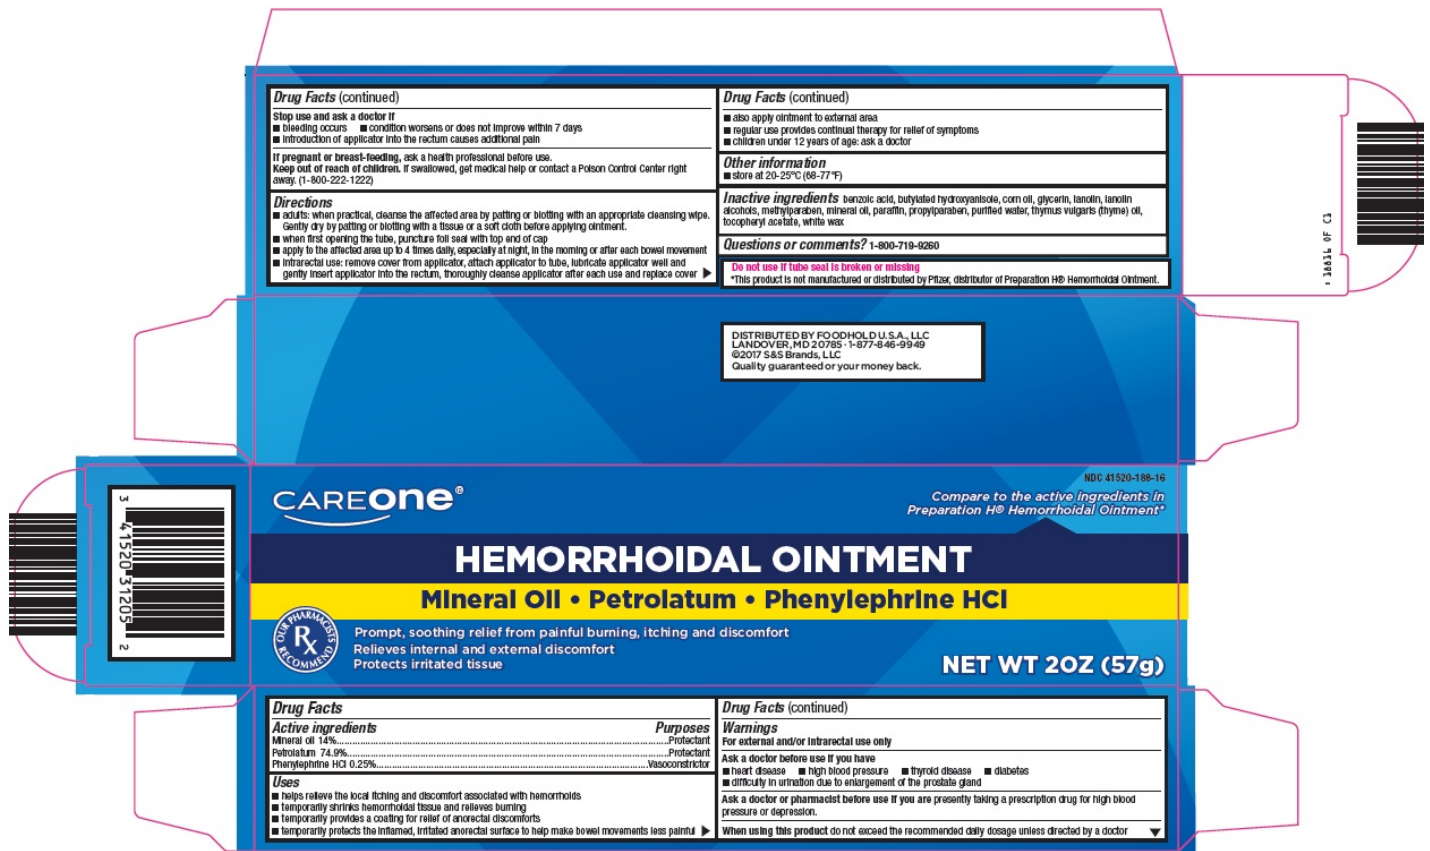 Drug Facts (continued)
Stop use and ask a doctor if
■ bleeding occurs ■ condition worsens or does not improve within 7 days
■ introduction of applicator into the rectum causes additional pain
If pregnant or breast-feeding, ask a health professional before use.
Keep out of reach of children. If swallowed, get medical help or contact a Poison Control Center right
away. (1-800-222-1222)
Directions
■ adults: when practical, cleanse the affected area by patting or blotting with an appropriate cleansing wipe.
Gently dry by patting or blotting with a tissue or a soft cloth before applying ointment.
■ when first opening the tube, puncture foil seal with top end of cap
■ apply to the affected area up to 4 times daily, especially at night, in the morning or after each bowel movement
■ intrarectal use: remove cover from applicator, attach applicator to tube, lubricate applicator well and
gently insert applicator into the rectum, thoroughly cleanse applicator after each use and replace cover
Drug Facts (continued)
■ also apply ointment to external area
■ regular use provides continual therapy for relief of symptoms
■ children under 12 years of age: ask a doctor
Other information
■ store at 20-25°C (68-77°F)
Inactive ingredients benzoic acid, butylated hydroxyanisole, corn oil, glycerin, lanolin, lanolin
alcohols, methylparaben, mineral oil, paraffin, propylparaben, purified water, thymus vulgaris (thyme) oil,
tocopheryl acetate, white wax
Questions or comments? 1-800-719-9260
Do not use if tube seal is broken or missing
*This product is not manufactured or distributed by Pfizer, distributor of Preparation H® Hemorrhoidal Ointment.
DISTRIBUTED BY FOODHOLD U.S.A., LLC
LANDOVER, MD 20785 · 1-877-846-9949
©2017 S&S Brands, LLC
Quality guaranteed or your money back.
3 41520 31205 2
CAREONE®
NDC 41520-188-16
Compare to the active ingredients in
Preparation H® Hemorrhoidal Ointment*
HEMORRHOIDAL OINTMENT
Mineral Oil • Petrolatum • Phenylephrine HCl
OUR PHARMACISTS
Rx
RECOMMEND
Prompt, soothing relief from painful burning, itching and discomfort
Relieves internal and external discomfort
Protects irritated tissue
NET WT 2OZ (57g)
Drug Facts
Active ingredients Purposes
Mineral oil 14%..........Protectant
Petrolatum 74.9%..........Protectant
Phenylephrine HCl 0.25%..........Vasoconstrictor
Uses
■ helps relieve the local itching and discomfort associated with hemorrhoids
■ temporarily shrinks hemorrhoidal tissue and relieves burning
■ temporarily provides a coating for relief of anorectal discomforts
■ temporarily protects the inflamed, irritated anorectal surface to help make bowel movements less painful
Drug Facts (continued)
Warnings
For external and/or intrarectal use only
Ask a doctor before use if you have
■ heart disease ■ high blood pressure ■ thyroid disease ■ diabetes
■ difficulty in urination due to enlargement of the prostate gland
Ask a doctor or pharmacist before use if you are presently taking a prescription drug for high blood
pressure or depression.
When using this product do not exceed the recommended daily dosage unless directed by a doctor